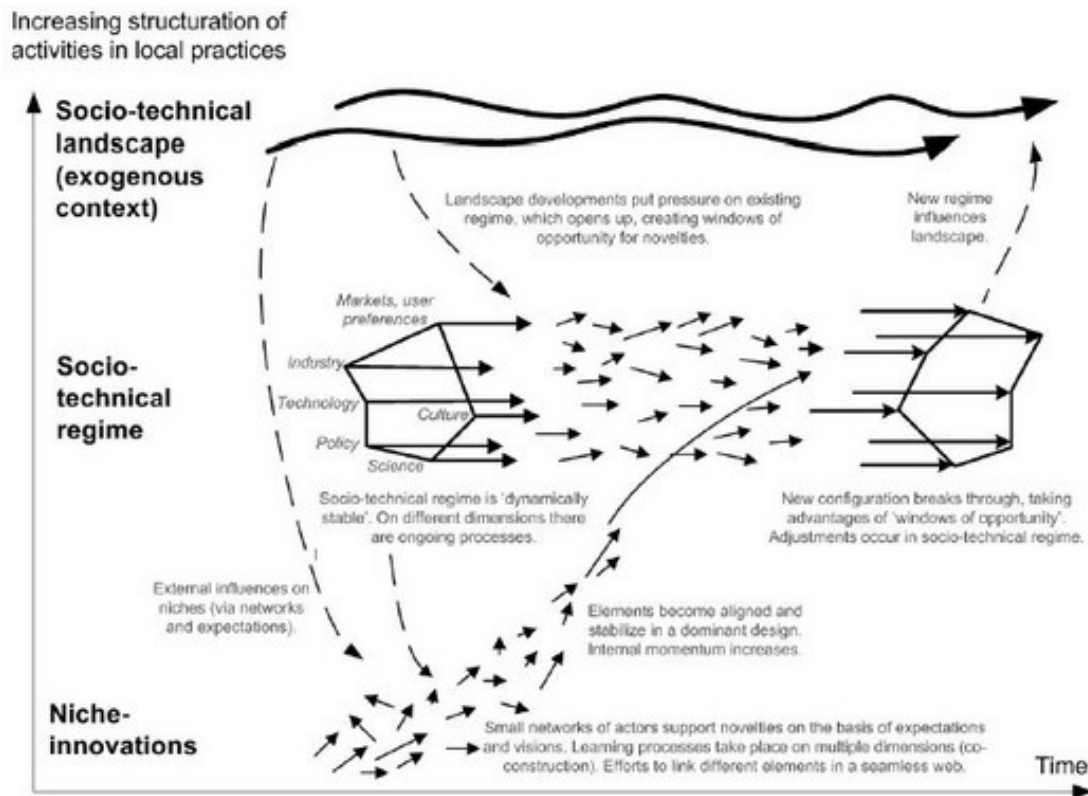 Increasing structuration of
activities in local practices
Socio-technical
landscape
(exogenous
context)
Landscape developments put pressure on existing
regime, which opens up, creating windows of
opportunity for novelties.
New regime
influences
landscape.
Markets, user
preferences
Industry
Technology
Culture
Policy
Science
Socio-
technical
regime
Socio-technical regime is 'dynamically
stable'. On different dimensions there
are ongoing processes.
New configuration breaks through, taking
advantages of 'windows of opportunity'.
Adjustments occur in socio-technical regime.
External influences on
niches (via networks
and expectations).
Elements become aligned and
stabilize in a dominant design.
Internal momentum increases.
Niche-
innovations
Small networks of actors support novelties on the basis of expectations
and visions. Learning processes take place on multiple dimensions (co-
construction). Efforts to link different elements in a seamless web.
Time